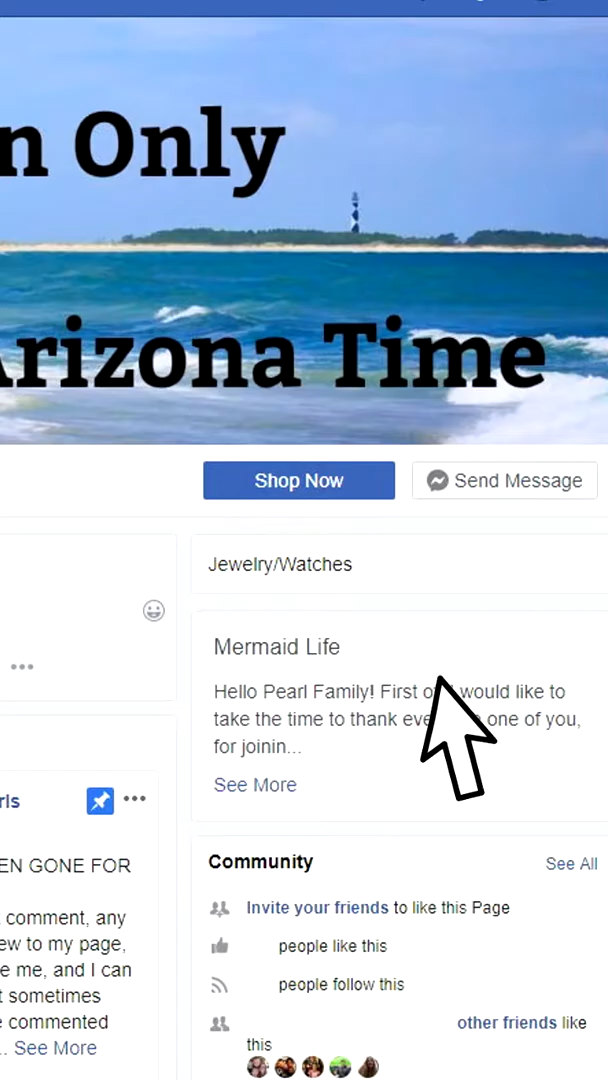 n Only
Arizona Time
Shop Now
Send Message
Jewelry/Watches
Mermaid Life
Hello Pearl Family! First would like to
take the time to thank one of you,
for joinin...
See More
rls
EN GONE FOR
comment, any
ew to my page,
e me, and I can
t sometimes
e commented
.. See More
Community
See All
Invite your friends to like this Page
people like this
people follow this
other friends like
this